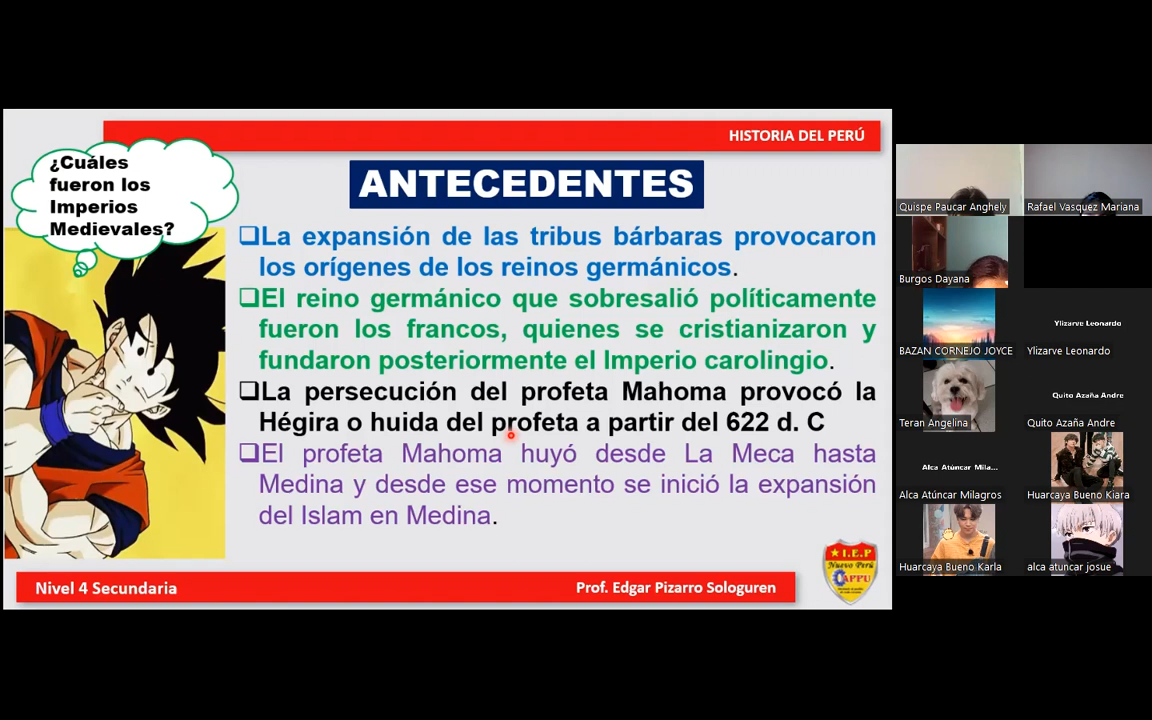 HISTORIA DEL PERÚ
¿Cuáles
fueron los
Imperios
Medievales?
ANTECEDENTES
❑La expansión de las tribus bárbaras provocaron
los orígenes de los reinos germánicos.
❑El reino germánico que sobresalió políticamente
fueron los francos, quienes se cristianizaron y
fundaron posteriormente el Imperio carolingio.
❑La persecución del profeta Mahoma provocó la
Hégira o huida del profeta a partir del 622 d. C
❑El profeta Mahoma huyó desde La Meca hasta
Medina y desde ese momento se inició la expansión
del Islam en Medina.
Nivel 4 Secundaria
Prof. Edgar Pizarro Sologuren
I.E.P
Nuevo Perú
CAPPU
Quispe Paucar Anghely
Rafael Vasquez Mariana
Burgos Dayana
BAZAN CORNEJO JOYCE
Ylizarve Leonardo
Ylizarve Leonardo
Teran Angelina
Quito Azaña Andre
Quito Azaña Andre
Alca Atúncar Mila...
Alca Atúncar Milagros
Huarcaya Bueno Kiara
Huarcaya Bueno Karla
alca atuncar josue